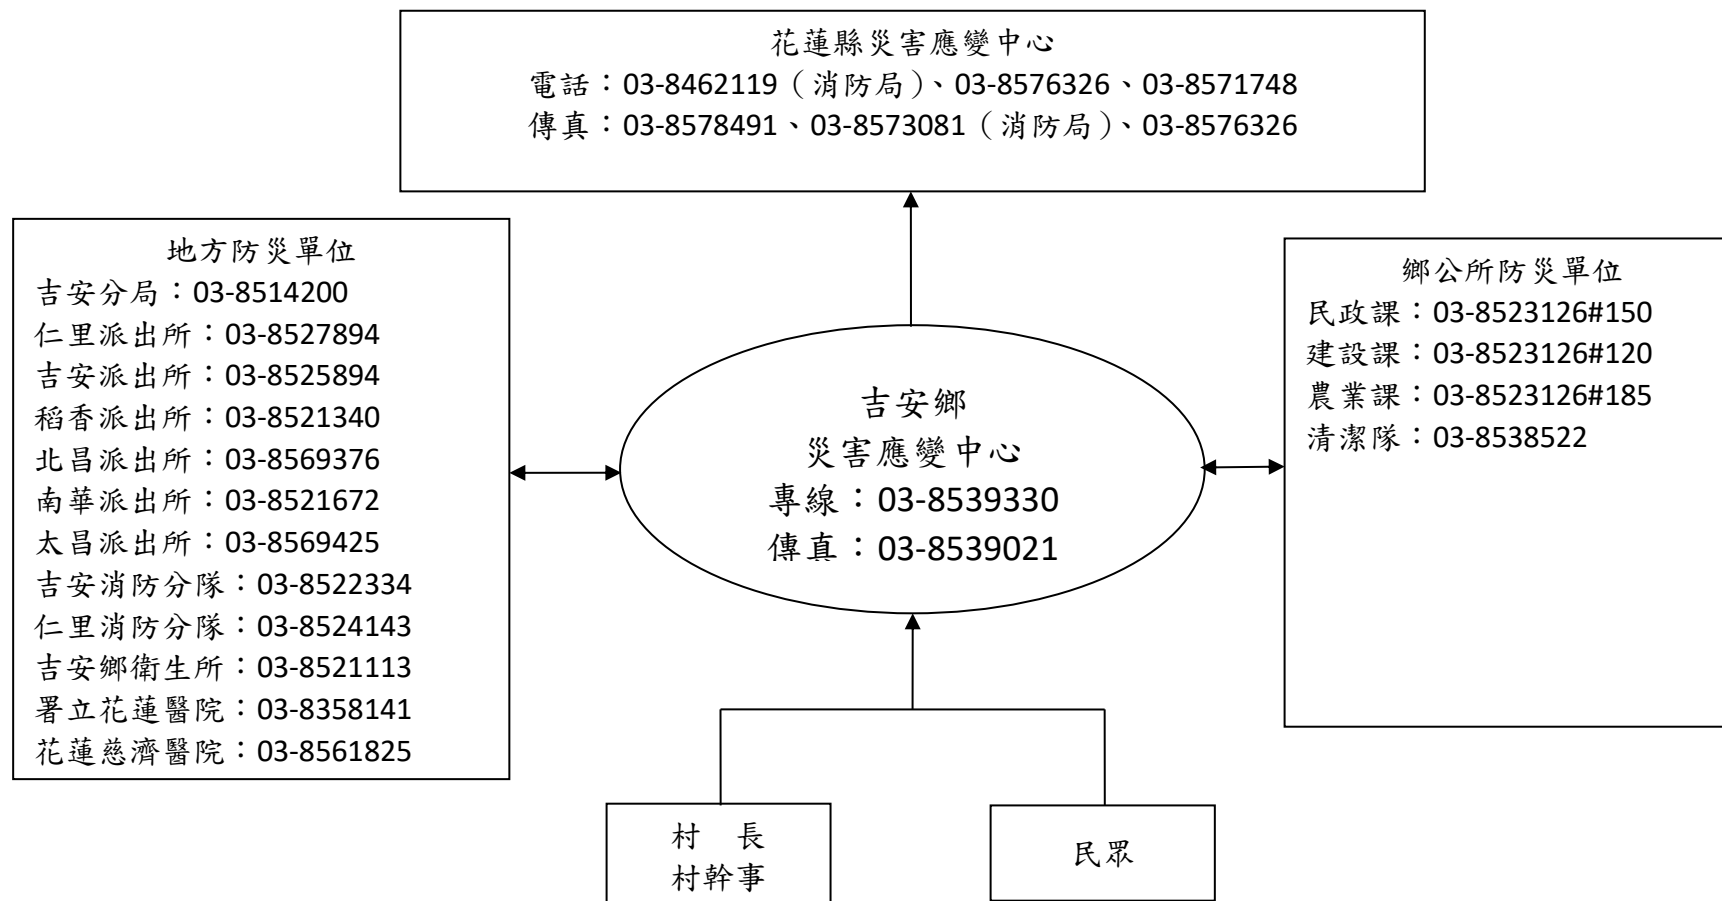 花蓮縣災害應變中心
電話：03-8462119（消防局）、03-8576326、03-8571748
傳真：03-8578491、03-8573081（消防局）、03-8576326
地方防災單位
吉安分局：03-8514200
仁里派出所：03-8527894
吉安派出所：03-8525894
稻香派出所：03-8521340
北昌派出所：03-8569376
南華派出所：03-8521672
太昌派出所：03-8569425
吉安消防分隊：03-8522334
仁里消防分隊：03-8524143
吉安鄉衛生所：03-8521113
署立花蓮醫院：03-8358141
花蓮慈濟醫院：03-8561825
吉安鄉
災害應變中心
專線：03-8539330
傳真：03-8539021
鄉公所防災單位
民政課：03-8523126#150
建設課：03-8523126#120
農業課：03-8523126#185
清潔隊：03-8538522
村　長
村幹事
民眾